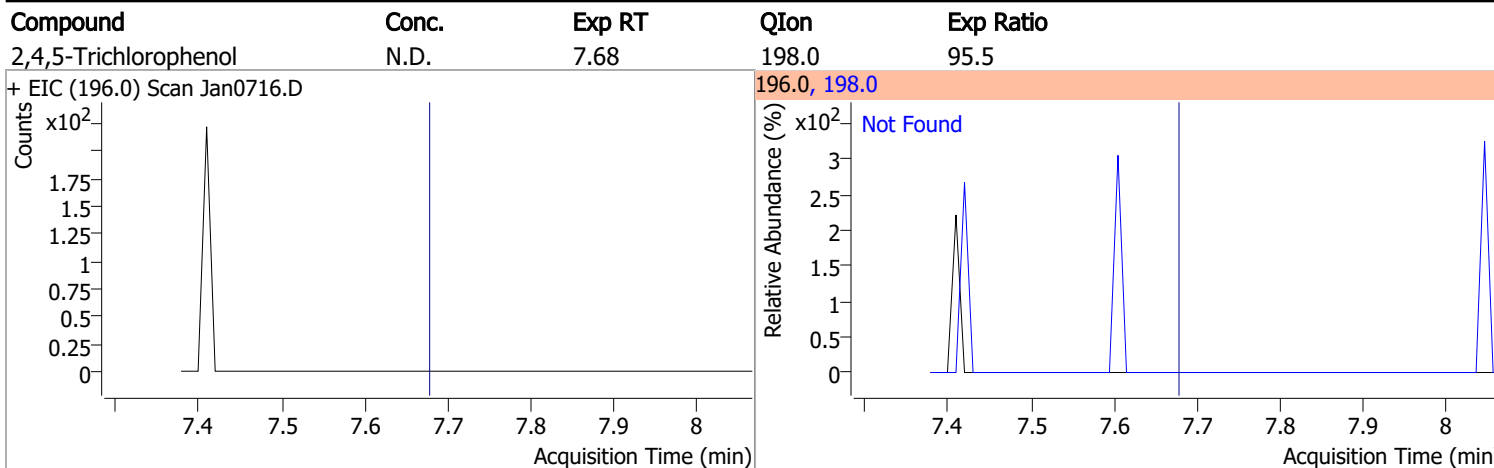 Compound Conc. Exp RT QIon Exp Ratio
2,4,5-Trichlorophenol N.D. 7.68 198.0 95.5
+ EIC (196.0) Scan Jan0716.D
Counts
x10²
1.75
1.5
1.25
1
0.75
0.5
0.25
0
7.4 7.5 7.6 7.7 7.8 7.9 8
Acquisition Time (min)
196.0, 198.0
Relative Abundance (%)
x10²
Not Found
3
2.5
2
1.5
1
0.5
0
7.4 7.5 7.6 7.7 7.8 7.9 8
Acquisition Time (min